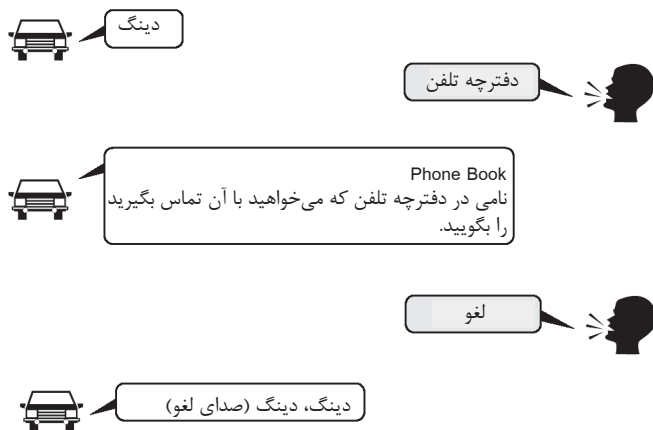 دینگ
دفترچه تلفن
Phone Book
نامی در دفترچه تلفن که می‌خواهید با آن تماس بگیرید
را بگویید.
لغو
دینگ، دینگ (صدای لغو)